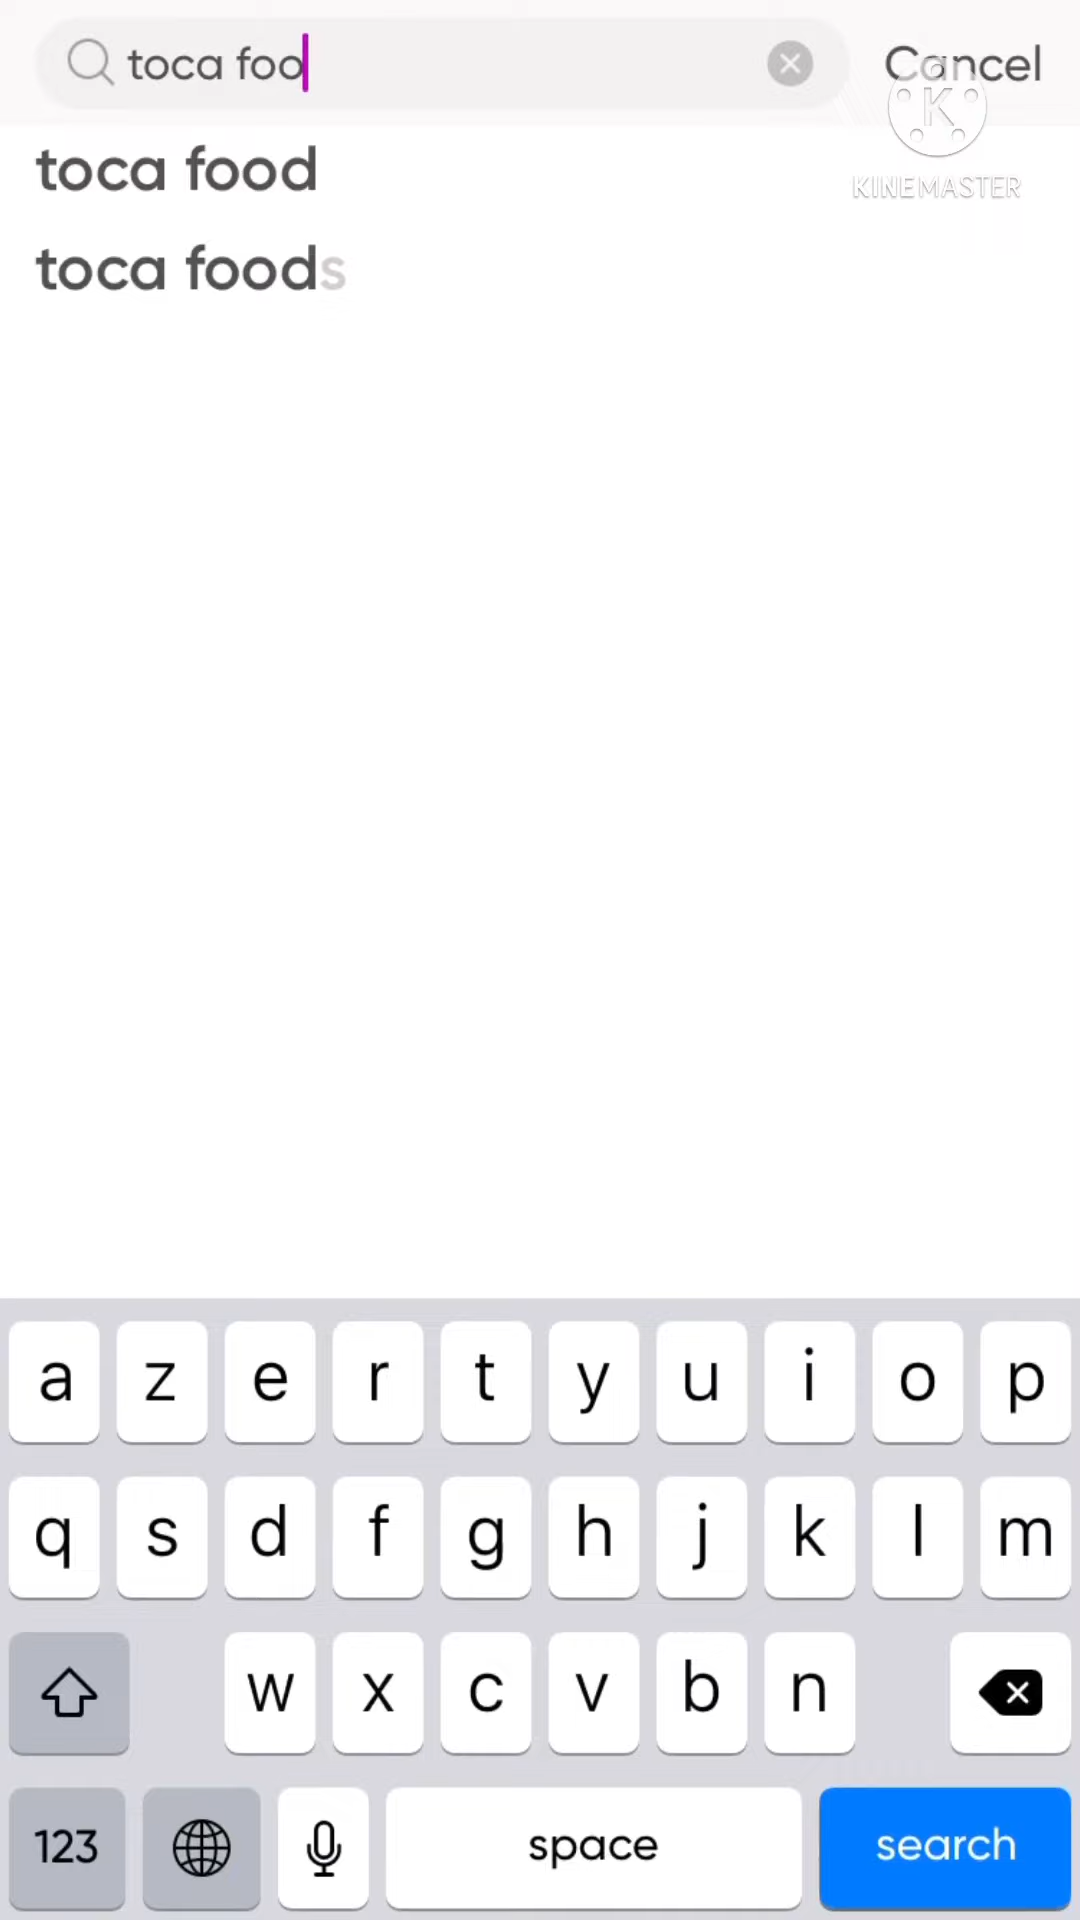 toca foo
Cancel
K
KINEMASTER
toca food
toca foods
a z e r t y u i o p
q s d f g h j k l m
w x c v b n
123 space search